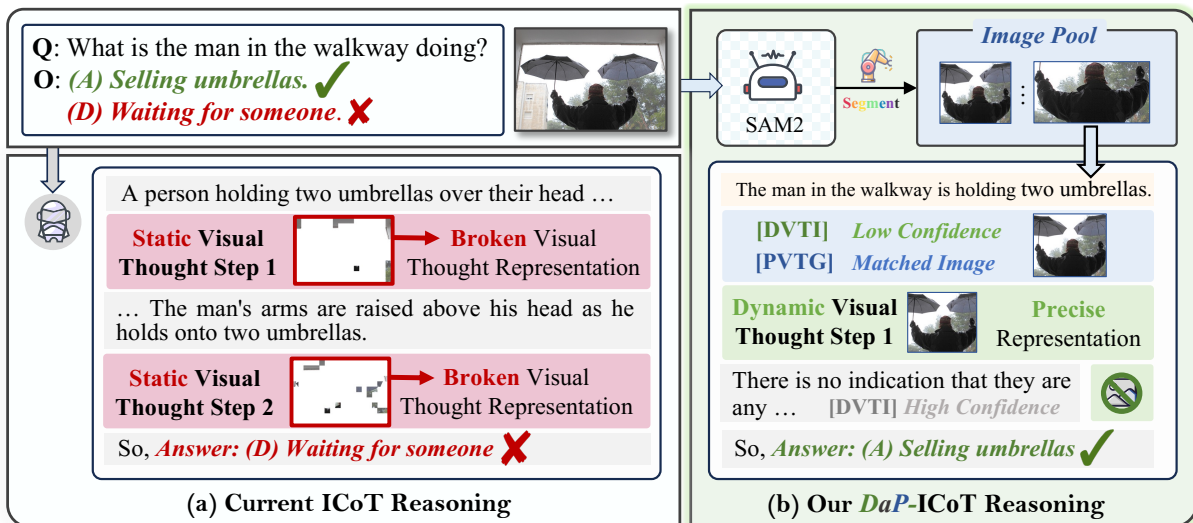 Q: What is the man in the walkway doing?
O: (A) Selling umbrellas. ✓
(D) Waiting for someone. ✘
A person holding two umbrellas over their head …
Static Visual
Thought Step 1
Broken Visual
Thought Representation
… The man's arms are raised above his head as he
holds onto two umbrellas.
Static Visual
Thought Step 2
Broken Visual
Thought Representation
So, Answer: (D) Waiting for someone ✘
(a) Current ICoT Reasoning
SAM2
Segment
Image Pool
The man in the walkway is holding two umbrellas.
[DVTI] Low Confidence
[PVTG] Matched Image
Dynamic Visual
Thought Step 1
Precise
Representation
There is no indication that they are
any … [DVTI] High Confidence
So, Answer: (A) Selling umbrellas ✓
(b) Our DaP-ICoT Reasoning